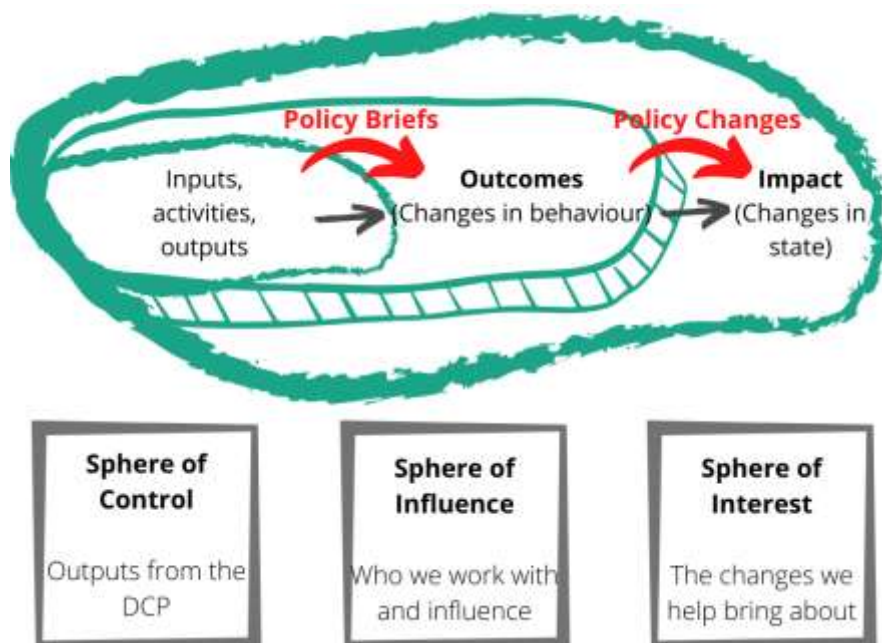 Policy Briefs
Policy Changes
Inputs,
activities,
outputs
Outcomes
(Changes in behaviour)
Impact
(Changes in
state)
Sphere of
Control
Outputs from the
DCP
Sphere of
Influence
Who we work with
and influence
Sphere of
Interest
The changes we
help bring about